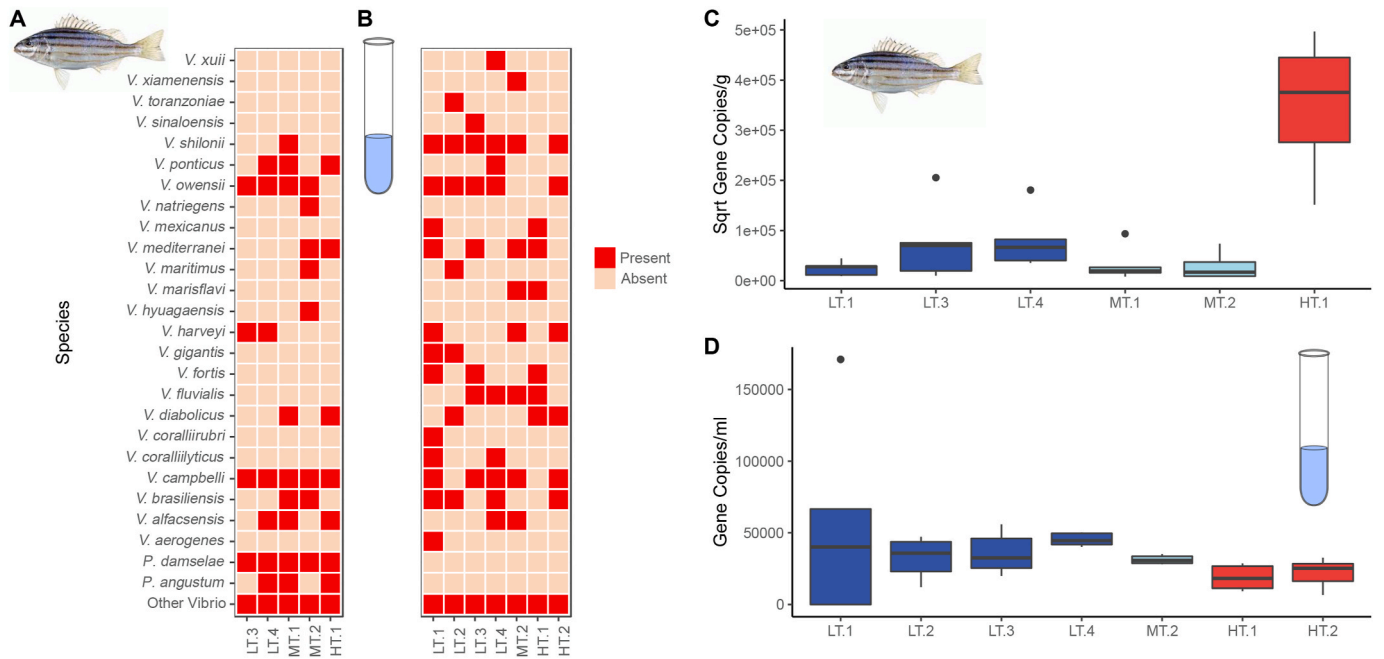 A
B
Species
V. xuii
V. xiamenensis
V. toranzoniae
V. sinaloensis
V. shilonii
V. ponticus
V. owensii
V. natriegens
V. mexicanus
V. mediterranei
V. maritimus
V. marisflavi
V. hyuagaensis
V. harveyi
V. gigantis
V. fortis
V. fluvialis
V. diabolicus
V. coralliirubri
V. coralliilyticus
V. campbelli
V. brasiliensis
V. alfacsensis
V. aerogenes
P. damselae
P. angustum
Other Vibrio
LT.3 LT.4 MT.1 MT.2 HT.1
LT.1 LT.2 LT.3 LT.4 MT.2 HT.1 HT.2
Present
Absent
C
Sqrt Gene Copies/g
5e+05
4e+05
3e+05
2e+05
1e+05
0e+00
LT.1 LT.3 LT.4 MT.1 MT.2 HT.1
D
Gene Copies/ml
150000
100000
50000
0
LT.1 LT.2 LT.3 LT.4 MT.2 HT.1 HT.2